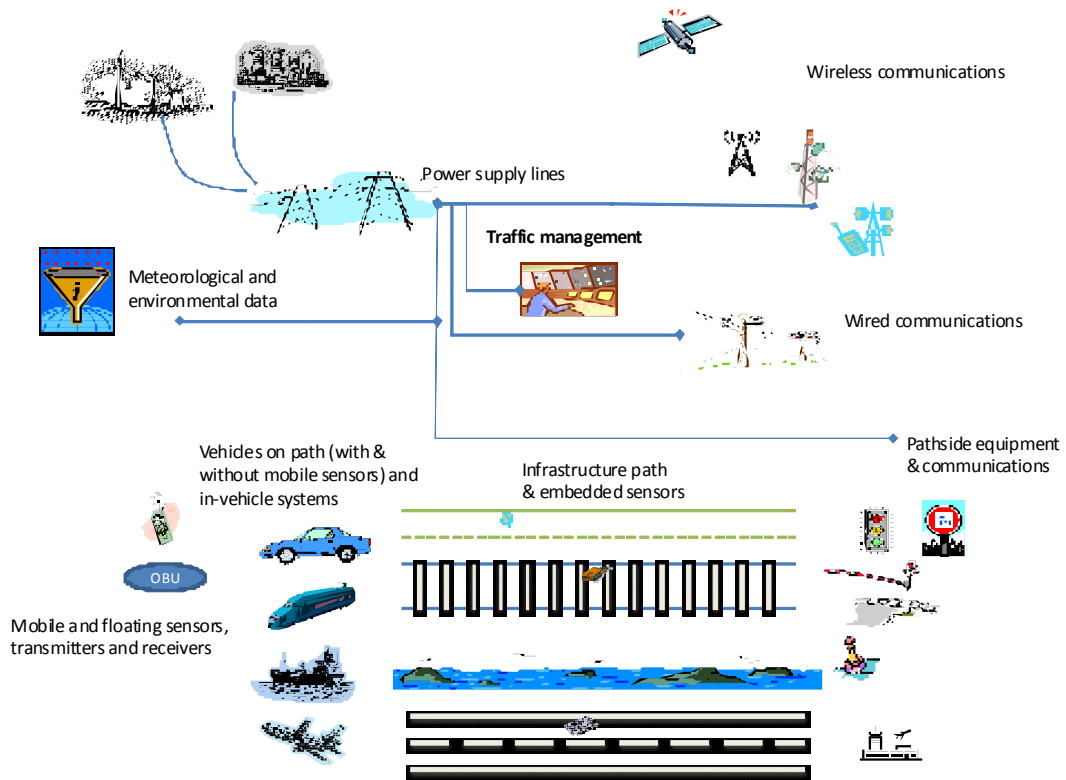 Wireless communications
Power supply lines
Traffic management
Meteorological and
environmental data
Wired communications
Vehicles on path (with &
without mobile sensors) and
in-vehicle systems
Infrastructure path
& embedded sensors
Pathside equipment
& communications
OBU
Mobile and floating sensors,
transmitters and receivers